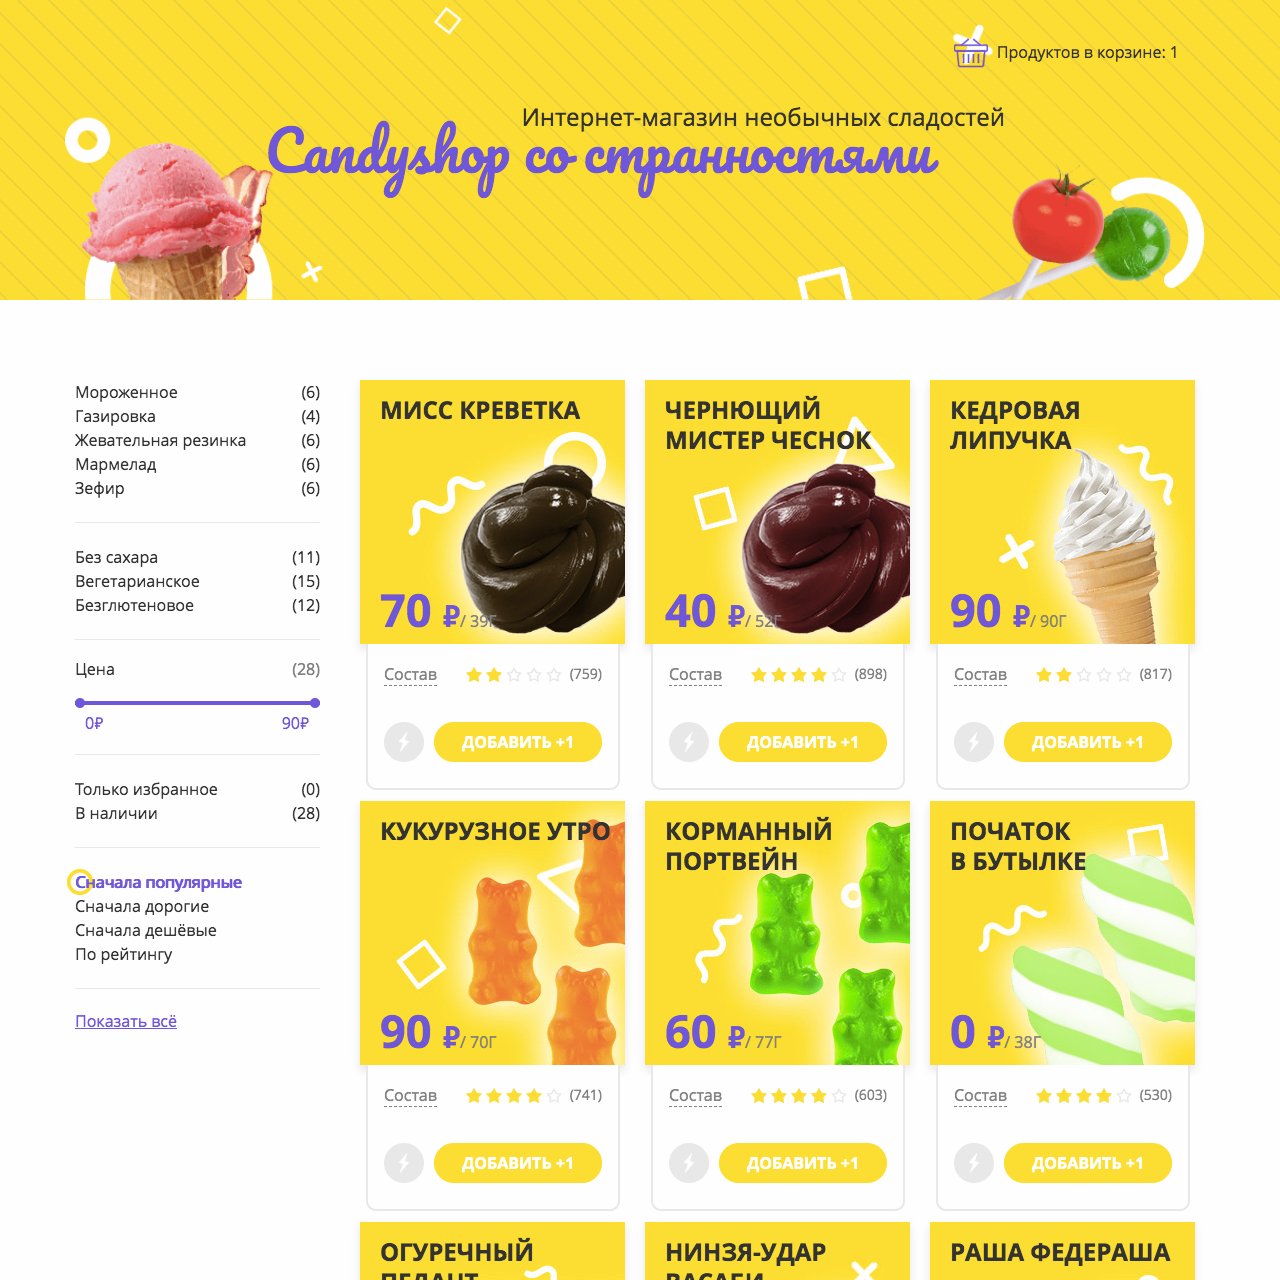 Продуктов в корзине: 1
Интернет-магазин необычных сладостей
Candyshop со странностями
Мороженное (6)
Газировка (4)
Жевательная резинка (6)
Мармелад (6)
Зефир (6)
Без сахара (11)
Вегетарианское (15)
Безглютеновое (12)
Цена (28)
0₽ 90₽
Только избранное (0)
В наличии (28)
Сначала популярные
Сначала дорогие
Сначала дешёвые
По рейтингу
Показать всё
МИСС КРЕВЕТКА
70 ₽/ 39Г
Состав (759)
ДОБАВИТЬ +1
ЧЕРНЮЩИЙ
МИСТЕР ЧЕСНОК
40 ₽/ 52Г
Состав (898)
ДОБАВИТЬ +1
КЕДРОВАЯ
ЛИПУЧКА
90 ₽/ 90Г
Состав (817)
ДОБАВИТЬ +1
КУКУРУЗНОЕ УТРО
90 ₽/ 70Г
Состав (741)
ДОБАВИТЬ +1
КОРМАННЫЙ
ПОРТВЕЙН
60 ₽/ 77Г
Состав (603)
ДОБАВИТЬ +1
ПОЧАТОК
В БУТЫЛКЕ
0 ₽/ 38Г
Состав (530)
ДОБАВИТЬ +1
ОГУРЕЧНЫЙ
ПЕДАНТ
НИНЗЯ-УДАР
ВАСАБИ
РАША ФЕДЕРАША